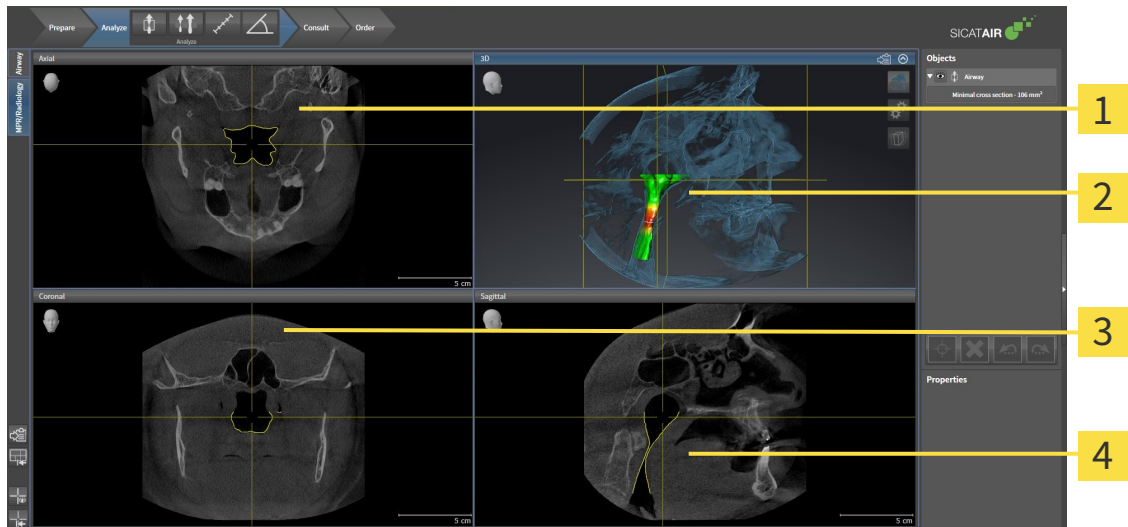 Prepare
Analyze
Analyze
Consult
Order
SICATAIR
Airway
MPR/Radiology
Axial
3D
Objects
Airway
Minimal cross section - 106 mm²
5 cm
Coronal
Sagittal
5 cm
5 cm
Properties
1
2
3
4